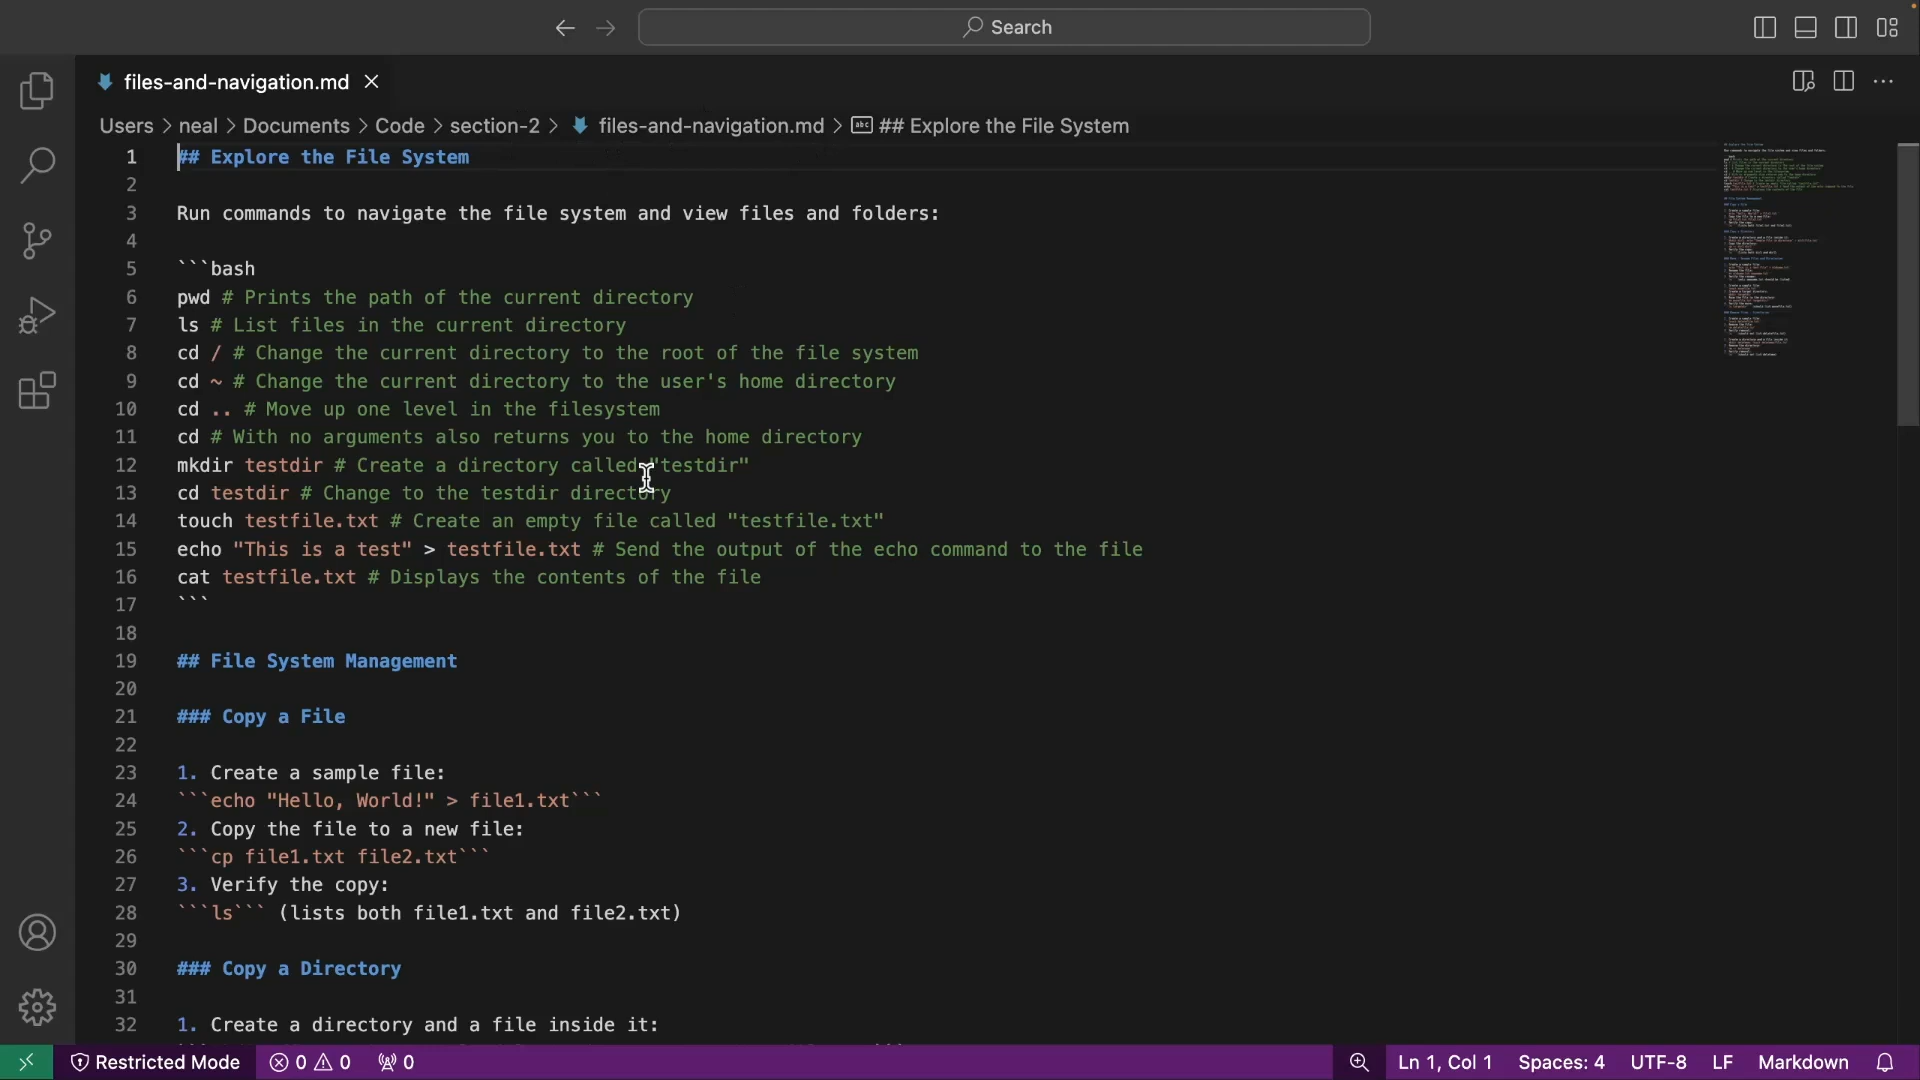 Search
files-and-navigation.md
Users > neal > Documents > Code > section-2 > files-and-navigation.md > ## Explore the File System
1 ## Explore the File System
2
3 Run commands to navigate the file system and view files and folders:
4
5 ```bash
6 pwd # Prints the path of the current directory
7 ls # List files in the current directory
8 cd / # Change the current directory to the root of the file system
9 cd ~ # Change the current directory to the user's home directory
10 cd .. # Move up one level in the filesystem
11 cd # With no arguments also returns you to the home directory
12 mkdir testdir # Create a directory called "testdir"
13 cd testdir # Change to the testdir directory
14 touch testfile.txt # Create an empty file called "testfile.txt"
15 echo "This is a test" > testfile.txt # Send the output of the echo command to the file
16 cat testfile.txt # Displays the contents of the file
17 ```
18
19 ## File System Management
20
21 ### Copy a File
22
23 1. Create a sample file:
24 ```echo "Hello, World!" > file1.txt```
25 2. Copy the file to a new file:
26 ```cp file1.txt file2.txt```
27 3. Verify the copy:
28 ```ls``` (lists both file1.txt and file2.txt)
29
30 ### Copy a Directory
31
32 1. Create a directory and a file inside it:
Restricted Mode 0 0 0 Ln 1, Col 1 Spaces: 4 UTF-8 LF Markdown